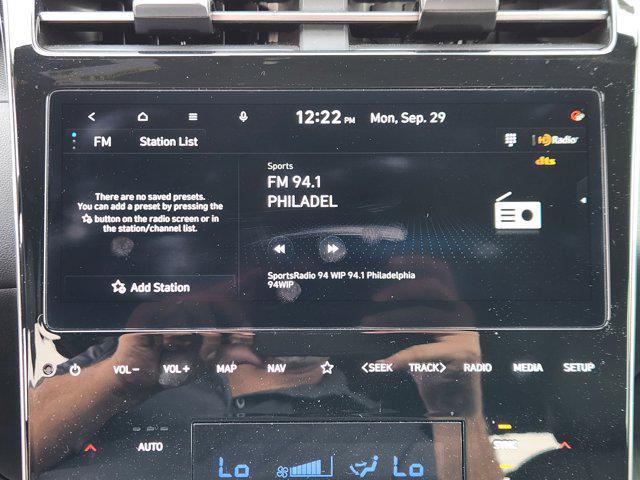 12:22 PM Mon, Sep. 29
FM Station List HD Radio
dts
Sports
FM 94.1
PHILADEL
There are no saved presets.
You can add a preset by pressing the
button on the radio screen or in
the station/channel list.
Add Station
SportsRadio 94 WIP 94.1 Philadelphia
94WIP
VOL− VOL+ MAP NAV <SEEK TRACK> RADIO MEDIA SETUP
AUTO SYNC
Lo Lo